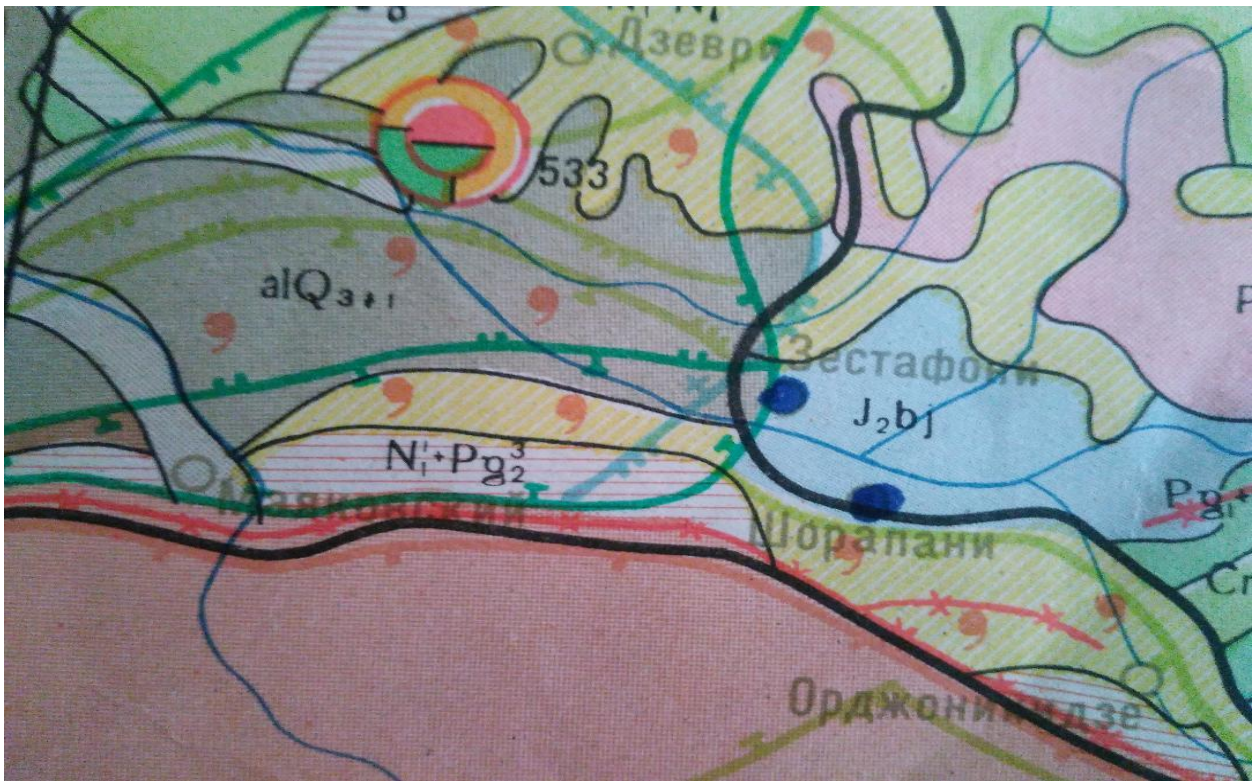 Дзеври
533
alQ₃₊₁
Зестафони
J₂bj
N₁¹+Pg₂³
Маяковский
Шорапани
Орджоникидзе